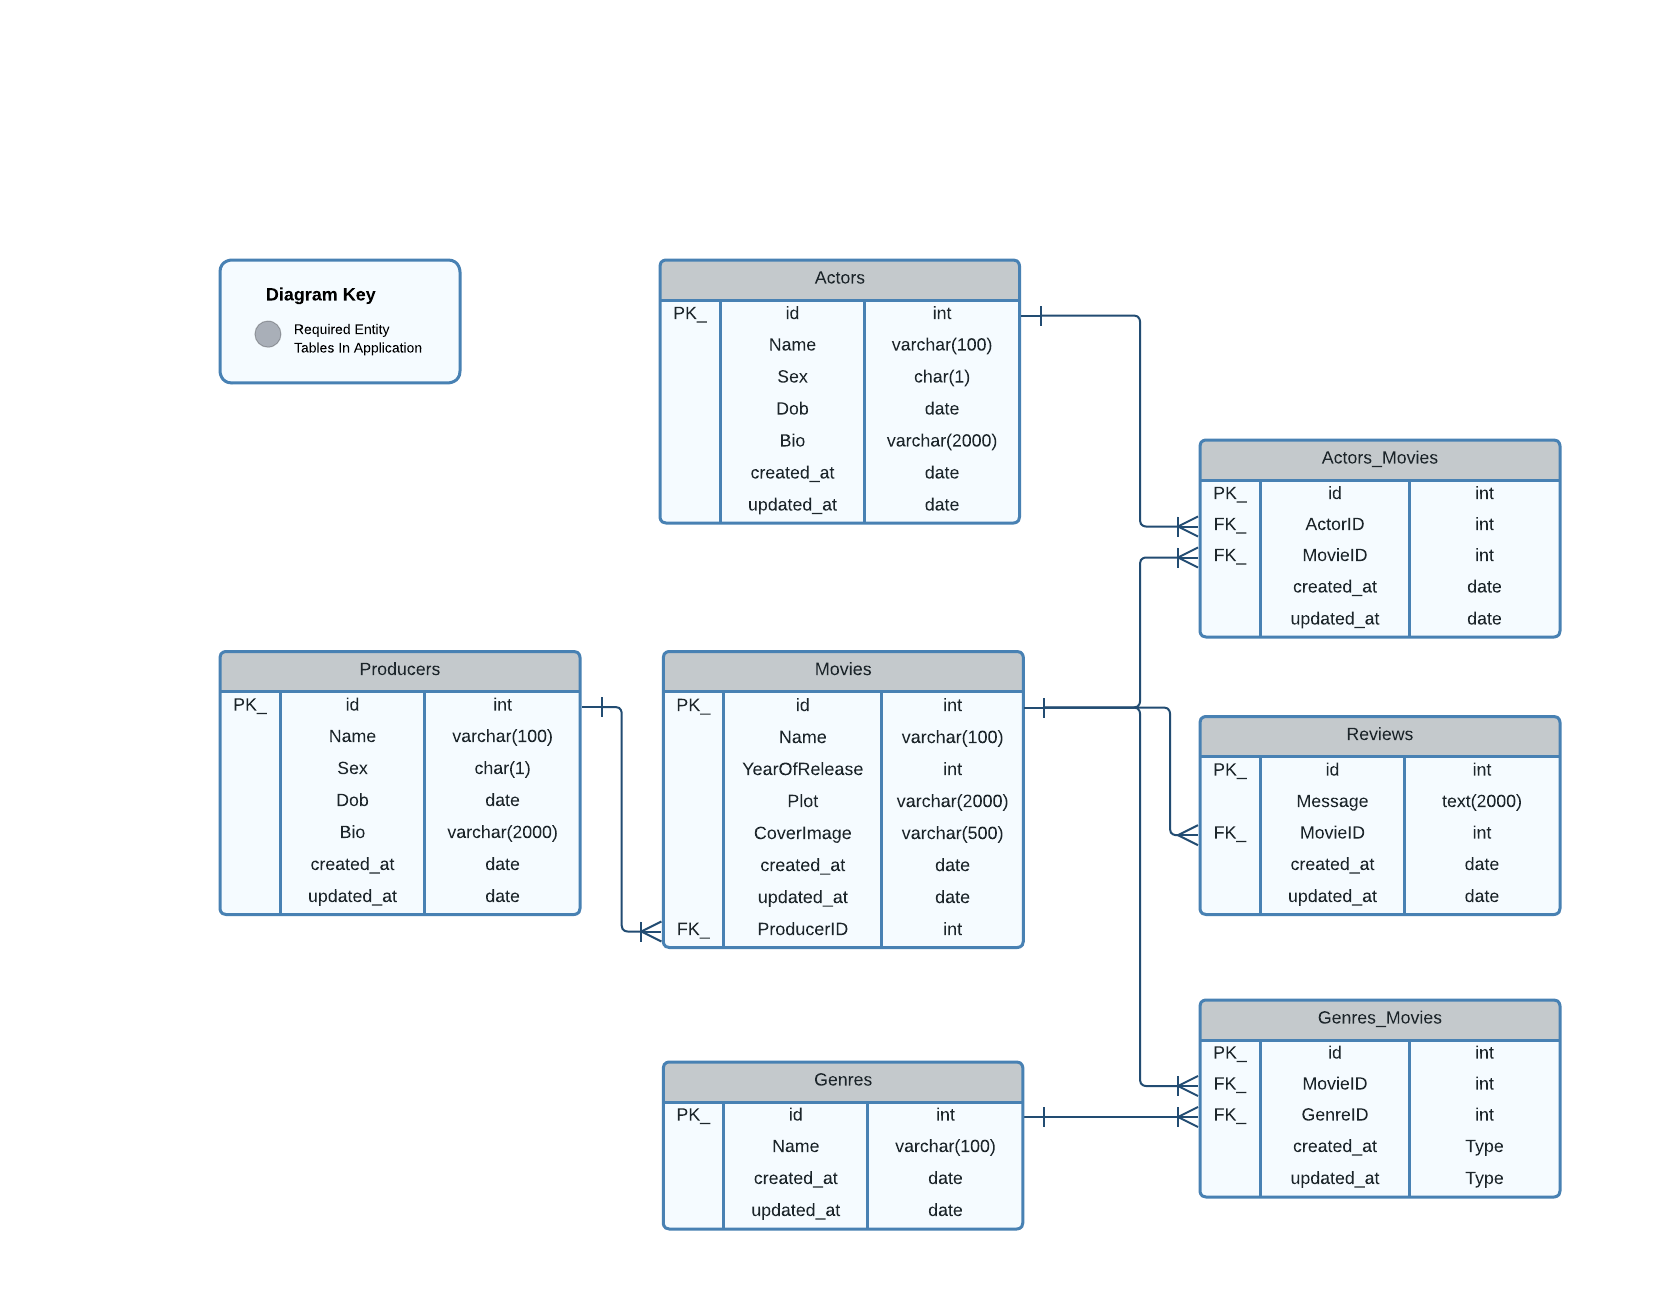 Diagram Key
Required Entity
Tables In Application
Actors
PK_ id int
Name varchar(100)
Sex char(1)
Dob date
Bio varchar(2000)
created_at date
updated_at date
Actors_Movies
PK_ id int
FK_ ActorID int
FK_ MovieID int
created_at date
updated_at date
Producers
PK_ id int
Name varchar(100)
Sex char(1)
Dob date
Bio varchar(2000)
created_at date
updated_at date
Movies
PK_ id int
Name varchar(100)
YearOfRelease int
Plot varchar(2000)
CoverImage varchar(500)
created_at date
updated_at date
FK_ ProducerID int
Reviews
PK_ id int
Message text(2000)
FK_ MovieID int
created_at date
updated_at date
Genres
PK_ id int
Name varchar(100)
created_at date
updated_at date
Genres_Movies
PK_ id int
FK_ MovieID int
FK_ GenreID int
created_at Type
updated_at Type